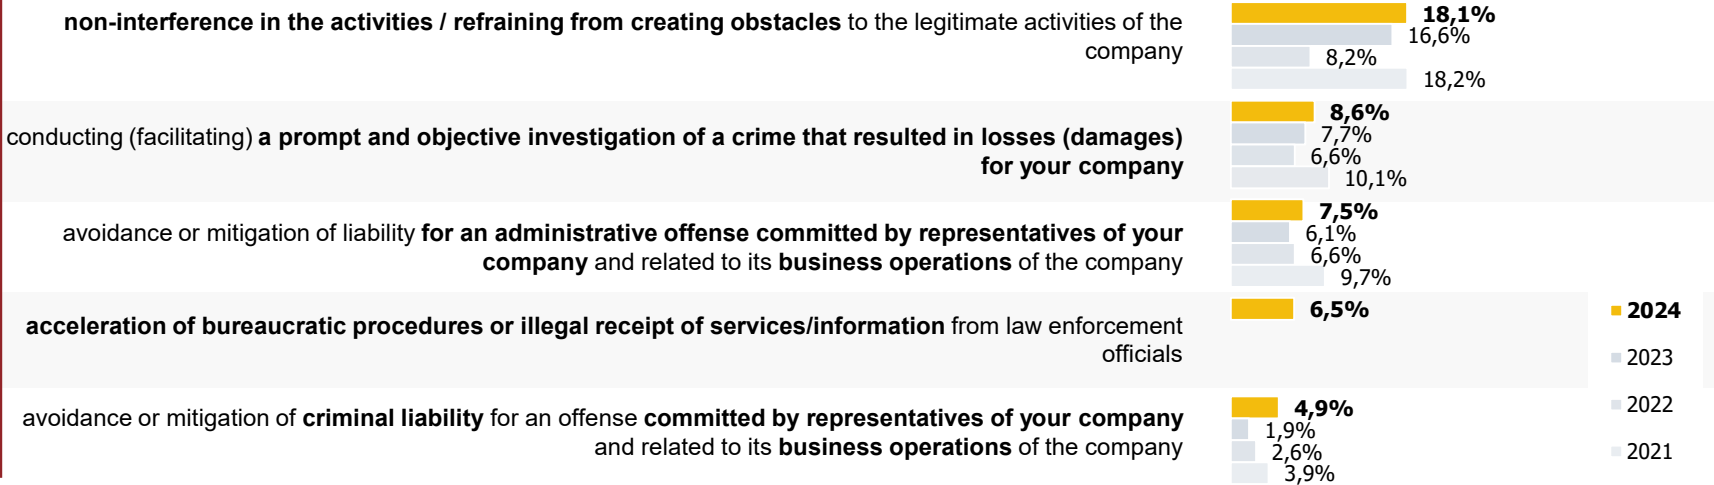 non-interference in the activities / refraining from creating obstacles to the legitimate activities of the
company
18,1%
16,6%
8,2%
18,2%
conducting (facilitating) a prompt and objective investigation of a crime that resulted in losses (damages)
for your company
8,6%
7,7%
6,6%
10,1%
avoidance or mitigation of liability for an administrative offense committed by representatives of your
company and related to its business operations of the company
7,5%
6,1%
6,6%
9,7%
acceleration of bureaucratic procedures or illegal receipt of services/information from law enforcement
officials
6,5%
avoidance or mitigation of criminal liability for an offense committed by representatives of your company
and related to its business operations of the company
4,9%
1,9%
2,6%
3,9%
2024
2023
2022
2021